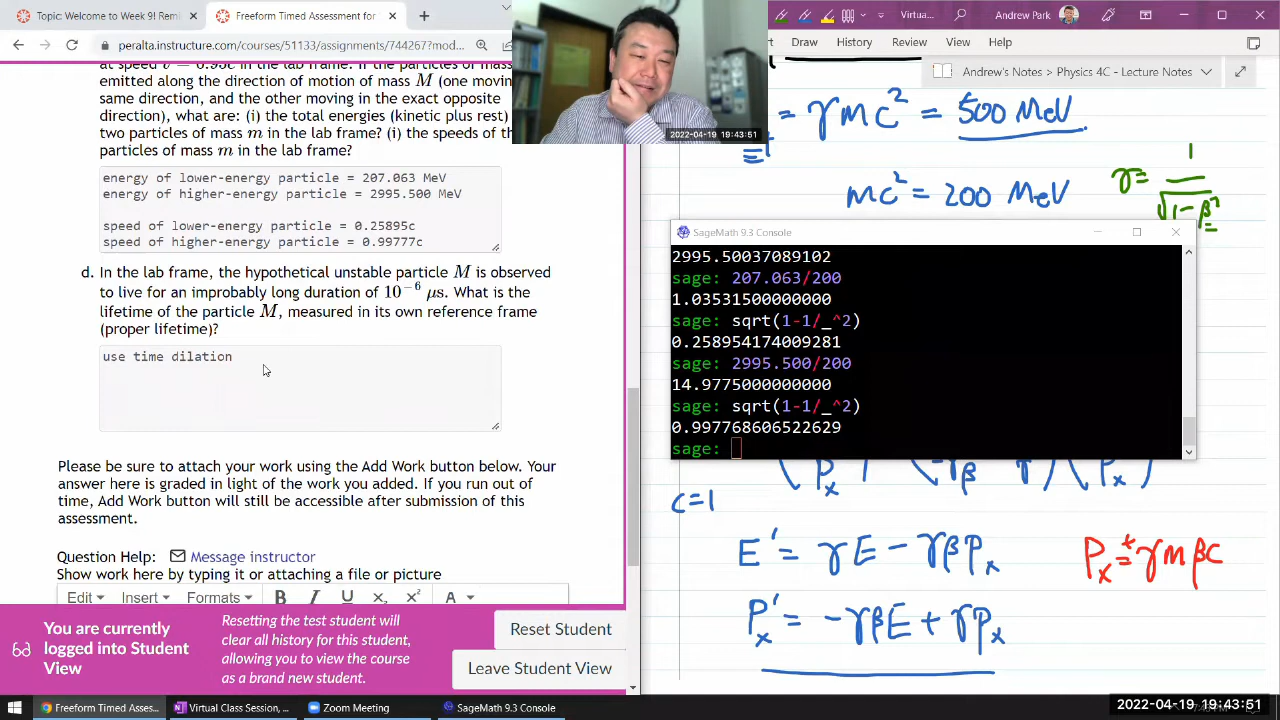 Topic: Welcome to Week 9! Remi
Freeform Timed Assessment for
peralta.instructure.com/courses/51133/assignments/744267?mod...
Virtua...
Andrew Park
Draw
History
Review
View
Help
Andrew's Notes > Physics 4C - Lecture Notes
emitted along the direction of motion of mass M (one movin
same direction, and the other moving in the exact opposite
direction), what are: (i) the total energies (kinetic plus rest)
two particles of mass m in the lab frame? (i) the speeds of th
particles of mass m in the lab frame?
energy of lower-energy particle = 207.063 MeV
energy of higher-energy particle = 2995.500 MeV
speed of lower-energy particle = 0.25895c
speed of higher-energy particle = 0.99777c
d. In the lab frame, the hypothetical unstable particle M is observed
to live for an improbably long duration of 10⁻⁶ μs. What is the
lifetime of the particle M, measured in its own reference frame
(proper lifetime)?
use time dilation
Please be sure to attach your work using the Add Work button below. Your
answer here is graded in light of the work you added. If you run out of
time, Add Work button will still be accessible after submission of this
assessment.
Question Help: Message instructor
Show work here by typing it or attaching a file or picture
Edit Insert Formats B I U X₂ X² A
You are currently
logged into Student
View
Resetting the test student will
clear all history for this student,
allowing you to view the course
as a brand new student.
Reset Student
Leave Student View
2022-04-19 19:43:51
= γmc² = 500 MeV
mc² = 200 MeV
γ = 1/√(1-β²)
SageMath 9.3 Console
2995.50037089102
sage: 207.063/200
1.03531500000000
sage: sqrt(1-1/_^2)
0.258954174009281
sage: 2995.500/200
14.9775000000000
sage: sqrt(1-1/_^2)
0.997768606522629
sage:
Pₓ -γβ γ Pₓ
c=1
E' = γE - γβPₓ
Pₓ' = -γβE + γPₓ
Pₓ = ± γmβc
Freeform Timed Asses...
Virtual Class Session, ...
Zoom Meeting
SageMath 9.3 Console
2022-04-19 19:43:51